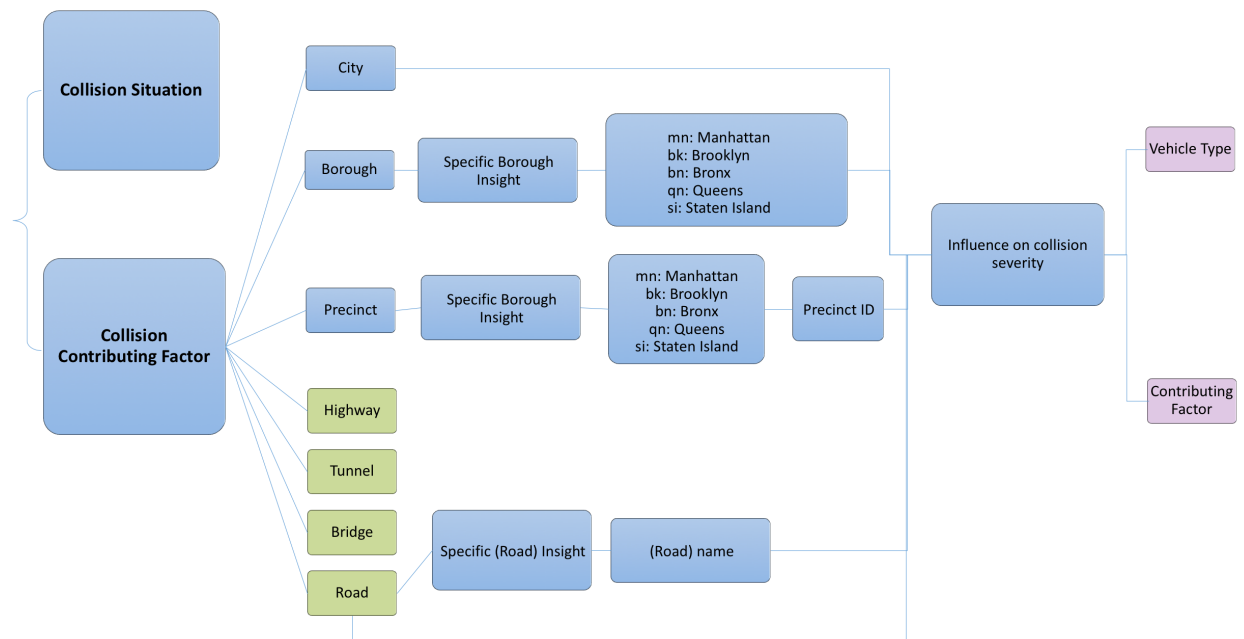 Collision Situation
Collision
Contributing Factor
City
Borough
Specific Borough
Insight
mn: Manhattan
bk: Brooklyn
bn: Bronx
qn: Queens
si: Staten Island
Precinct
Specific Borough
Insight
mn: Manhattan
bk: Brooklyn
bn: Bronx
qn: Queens
si: Staten Island
Precinct ID
Highway
Tunnel
Bridge
Road
Specific (Road) Insight
(Road) name
Influence on collision
severity
Vehicle Type
Contributing
Factor